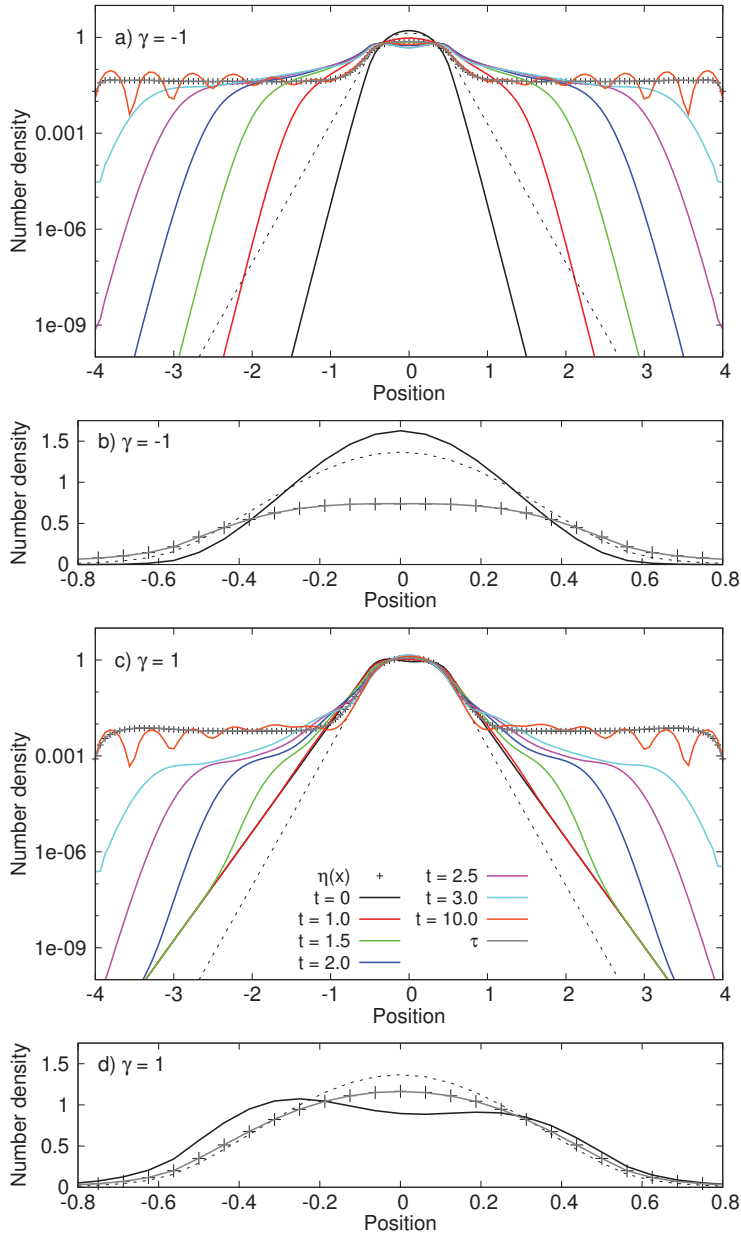 a) γ = -1
Number density
1
0.001
1e-06
1e-09
-4 -3 -2 -1 0 1 2 3 4
Position
b) γ = -1
Number density
1.5
1
0.5
0
-0.8 -0.6 -0.4 -0.2 0 0.2 0.4 0.6 0.8
Position
c) γ = 1
Number density
1
0.001
1e-06
1e-09
η(x)
t = 0
t = 1.0
t = 1.5
t = 2.0
t = 2.5
t = 3.0
t = 10.0
τ
-4 -3 -2 -1 0 1 2 3 4
Position
d) γ = 1
Number density
1.5
1
0.5
0
-0.8 -0.6 -0.4 -0.2 0 0.2 0.4 0.6 0.8
Position